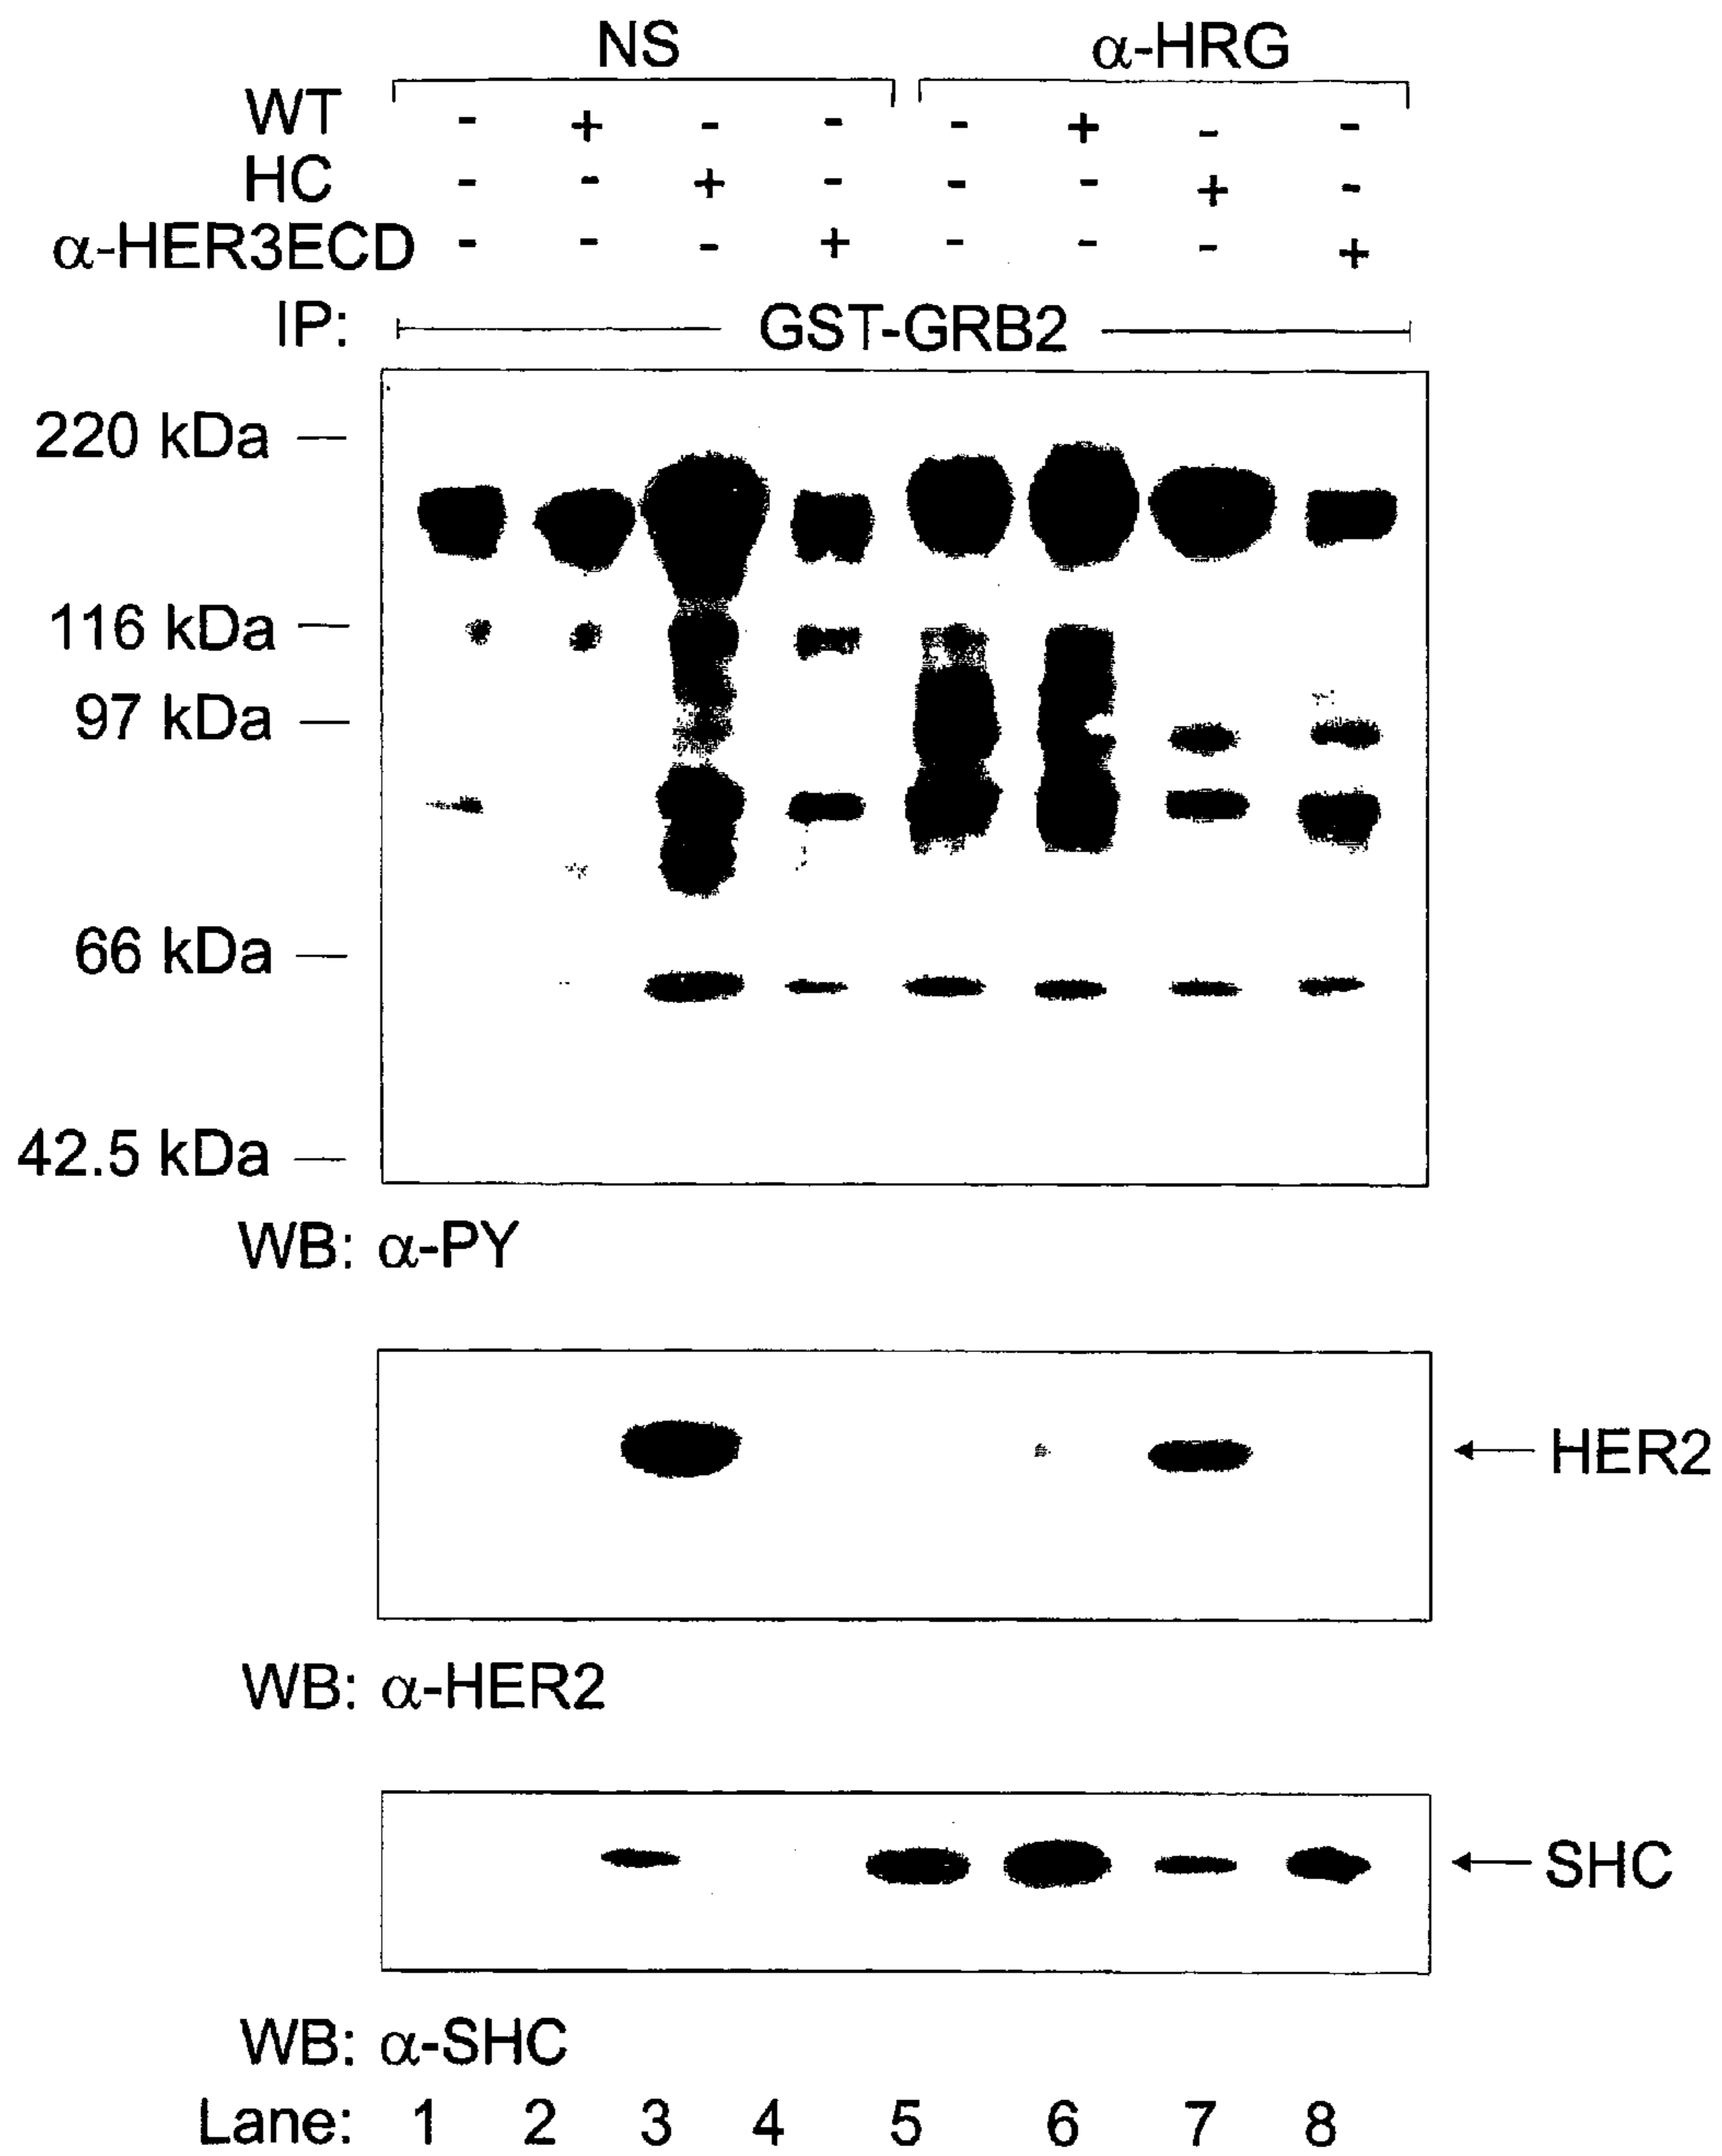 NS α-HRG
WT - + - - - + - -
HC - - + - - - + -
α-HER3ECD - - - + - - - +
IP: GST-GRB2
220 kDa
116 kDa
97 kDa
66 kDa
42.5 kDa
WB: α-PY
HER2
WB: α-HER2
SHC
WB: α-SHC
Lane: 1 2 3 4 5 6 7 8